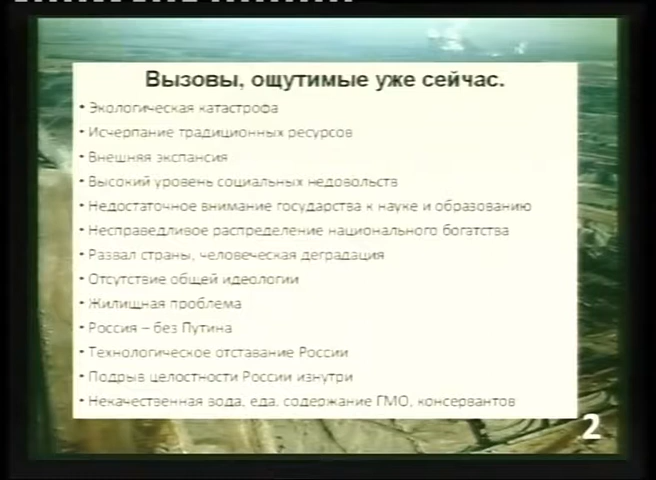 Вызовы, ощутимые уже сейчас.
• Экологическая катастрофа
• Исчерпание традиционных ресурсов
• Внешняя экспансия
• Высокий уровень социальных недовольств
• Недостаточное внимание государства к науке и образованию
• Несправедливое распределение национального богатства
• Развал страны, человеческая деградация
• Отсутствие общей идеологии
• Жилищная проблема
• Россия – без Путина
• Технологическое отставание России
• Подрыв целостности России изнутри
• Некачественная вода, еда, содержание ГМО, консервантов
2